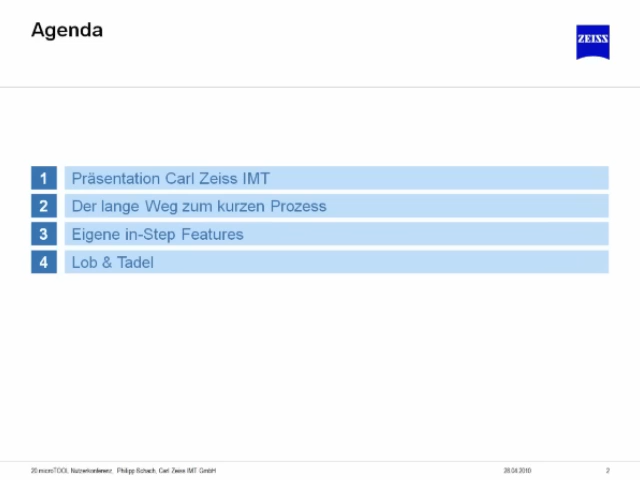 Agenda
ZEISS
1 Präsentation Carl Zeiss IMT
2 Der lange Weg zum kurzen Prozess
3 Eigene in-Step Features
4 Lob & Tadel
20.microTOOL Nutzerkonferenz, Philipp Schach, Carl Zeiss IMT GmbH 28.04.2010 2